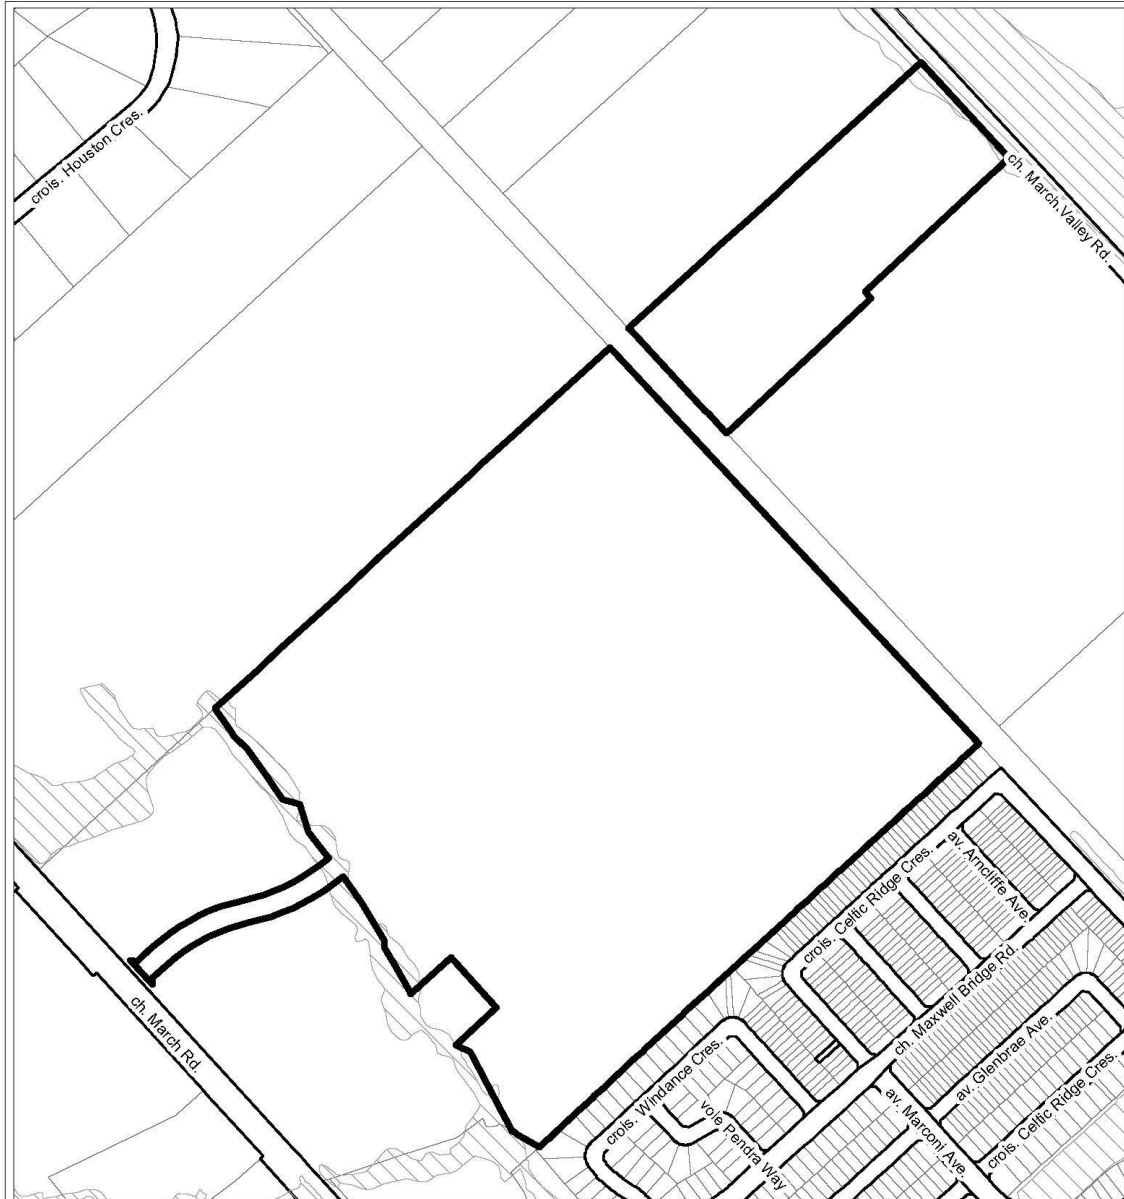 crois. Houston Cres.
ch. March Valley Rd.
av. Arncliffe Ave.
crois. Celtic Ridge Cres.
ch. Maxwell Bridge Rd.
ch. March Rd.
av. Glenbrae Ave.
crois. Windance Cres.
voie Pendra Way
av. Marconi Ave.
crois. Celtic Ridge Cres.